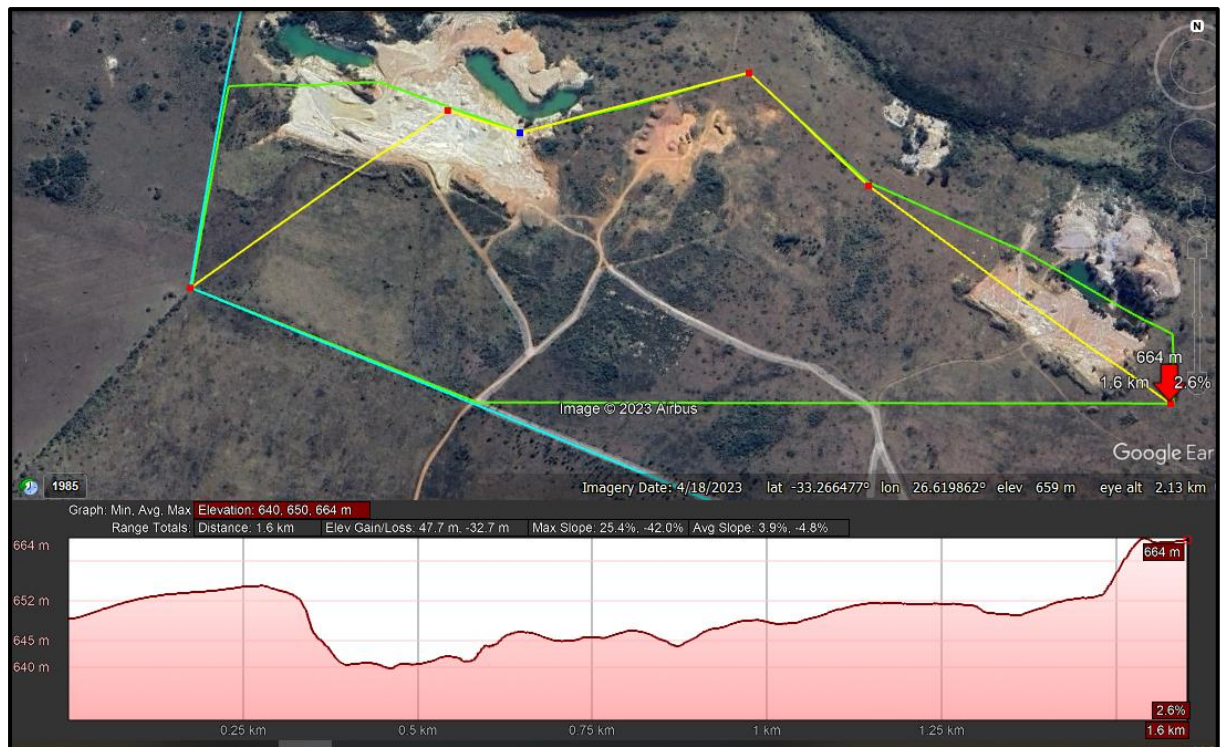 N
664 m
1.6 km 2.6%
Image © 2023 Airbus
Google Ear
1985
Imagery Date: 4/18/2023 lat -33.266477° lon 26.619862° elev 659 m eye alt 2.13 km
Graph: Min, Avg, Max Elevation: 640, 650, 664 m
Range Totals: Distance: 1.6 km Elev Gain/Loss: 47.7 m, -32.7 m Max Slope: 25.4%, -42.0% Avg Slope: 3.9%, -4.8%
664 m
664 m
652 m
645 m
640 m
2.6%
0.25 km 0.5 km 0.75 km 1 km 1.25 km 1.6 km